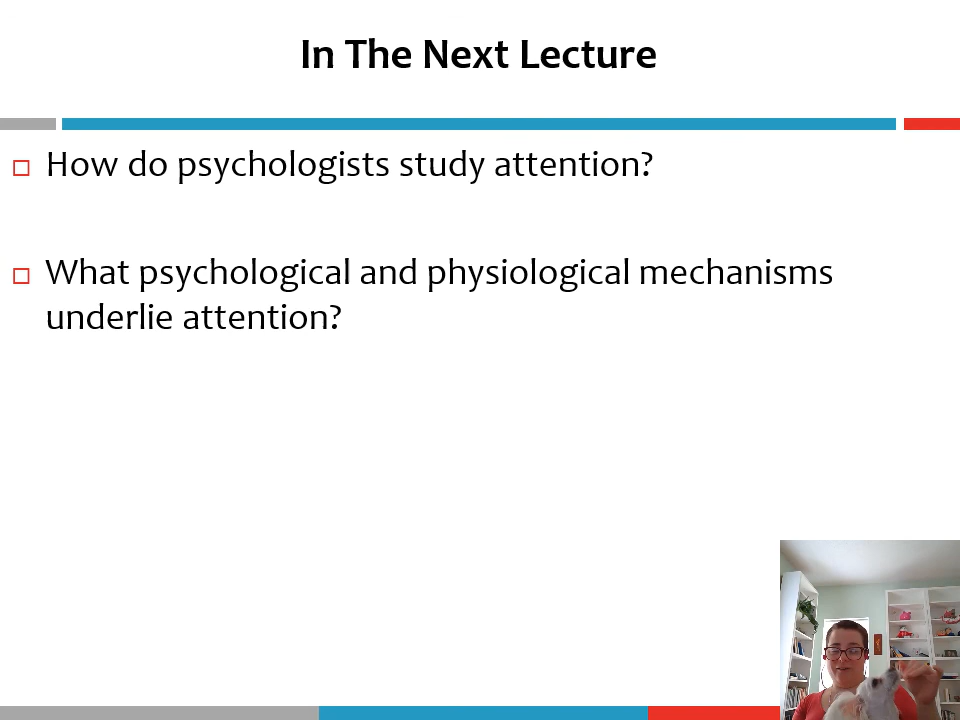 In The Next Lecture
How do psychologists study attention?
What psychological and physiological mechanisms
underlie attention?